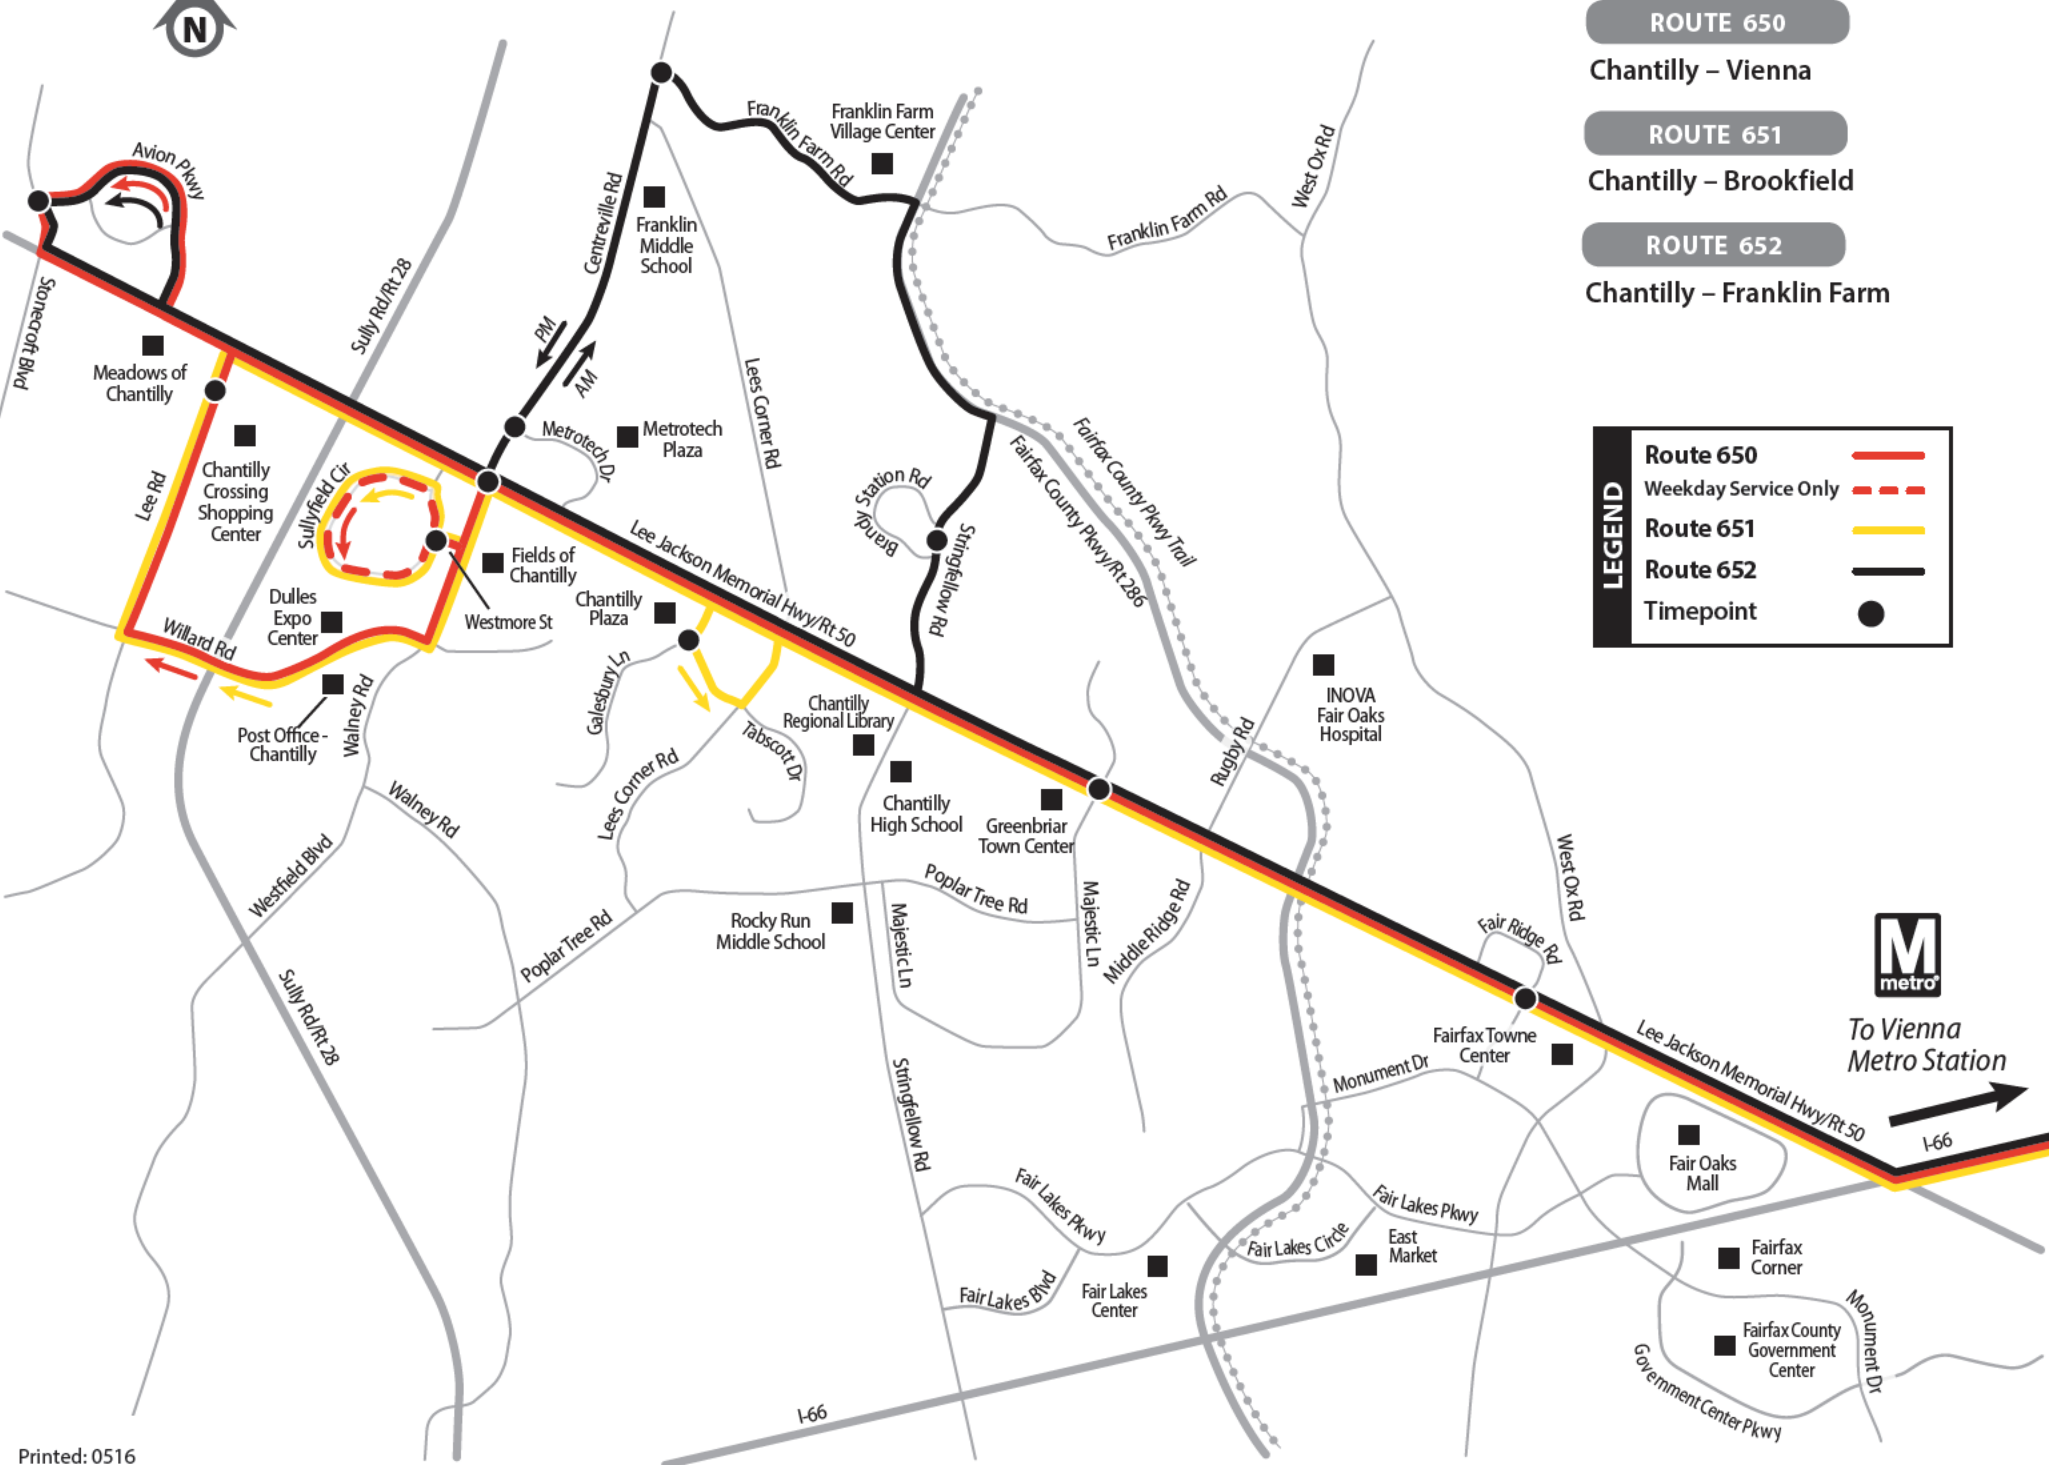 N
ROUTE 650
Chantilly – Vienna
ROUTE 651
Chantilly – Brookfield
ROUTE 652
Chantilly – Franklin Farm
LEGEND
Route 650
Weekday Service Only
Route 651
Route 652
Timepoint
Avion Pkwy
Stonecroft Blvd
Sully Rd/Rt 28
Meadows of
Chantilly
Lee Rd
Chantilly
Crossing
Shopping
Center
Sullyfield Cir
Dulles
Expo
Center
Willard Rd
Post Office -
Chantilly
Walney Rd
Westmore St
Fields of
Chantilly
Centreville Rd
PM
AM
Franklin
Middle
School
Franklin Farm Rd
Franklin Farm
Village Center
Franklin Farm Rd
West Ox Rd
Metrotech Dr
Metrotech
Plaza
Lees Corner Rd
Brandy
Station Rd
Stringfellow Rd
Fairfax County Pkwy Trail
Fairfax County Pkwy/Rt 286
Lee Jackson Memorial Hwy/Rt 50
Chantilly
Plaza
Galesbury Ln
Tabscott Dr
Lees Corner Rd
Chantilly
Regional Library
Chantilly
High School
Greenbriar
Town Center
Rugby Rd
INOVA
Fair Oaks
Hospital
Walney Rd
Westfield Blvd
Sully Rd/Rt 28
Poplar Tree Rd
Rocky Run
Middle School
Poplar Tree Rd
Majestic Ln
Majestic Ln
Middle Ridge Rd
West Ox Rd
Fair Ridge Rd
Fairfax Towne
Center
Monument Dr
Lee Jackson Memorial Hwy/Rt 50
M
metro
To Vienna
Metro Station
I-66
Fair Oaks
Mall
Stringfellow Rd
Fair Lakes Pkwy
Fair Lakes Blvd
Fair Lakes
Center
Fair Lakes Circle
Fair Lakes Pkwy
East
Market
Fairfax
Corner
Fairfax County
Government
Center
Monument Dr
Government Center Pkwy
I-66
Printed: 0516